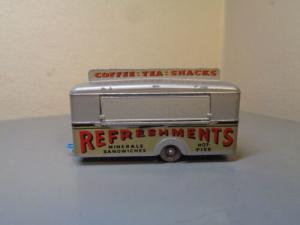 COFFEE·TEA·SNACKS
REFRESHMENTS
MINERALS HOT
SANDWICHES PIES